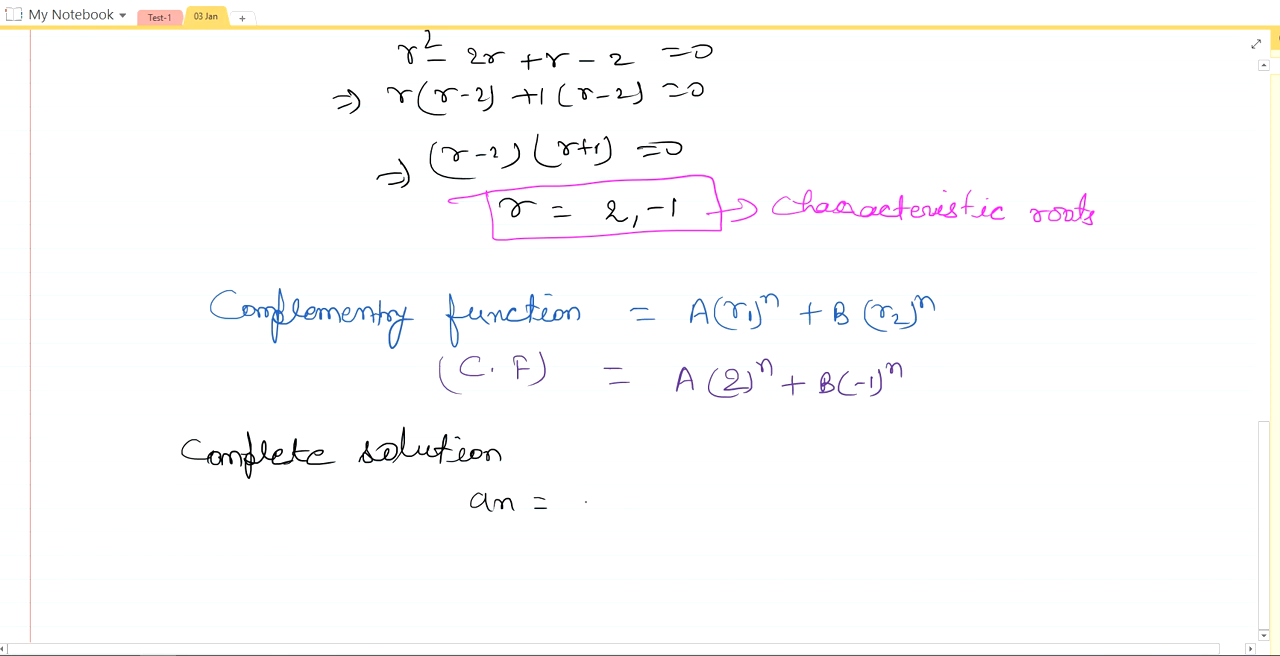 My Notebook Test-1 03 Jan +
r² - 2r + r - 2 = 0
⇒ r(r-2) +1(r-2) = 0
⇒ (r-2)(r+1) = 0
r = 2, -1 → Characteristic roots
Complementry function = A(r₁)ⁿ + B(r₂)ⁿ
(C.F) = A(2)ⁿ + B(-1)ⁿ
Complete solution
an =